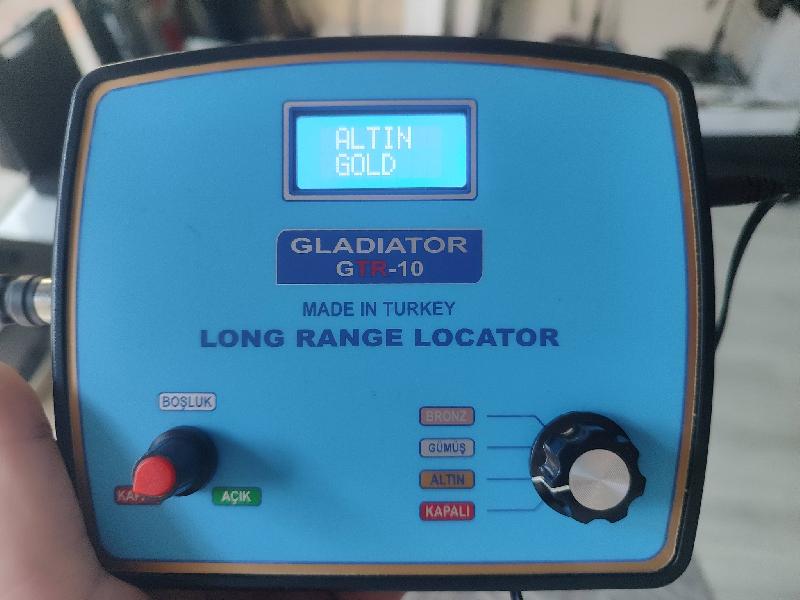 ALTIN
GOLD
GLADIATOR
GTR-10
MADE IN TURKEY
LONG RANGE LOCATOR
BOŞLUK
AÇIK
BRONZ
GÜMÜŞ
ALTIN
KAPALI